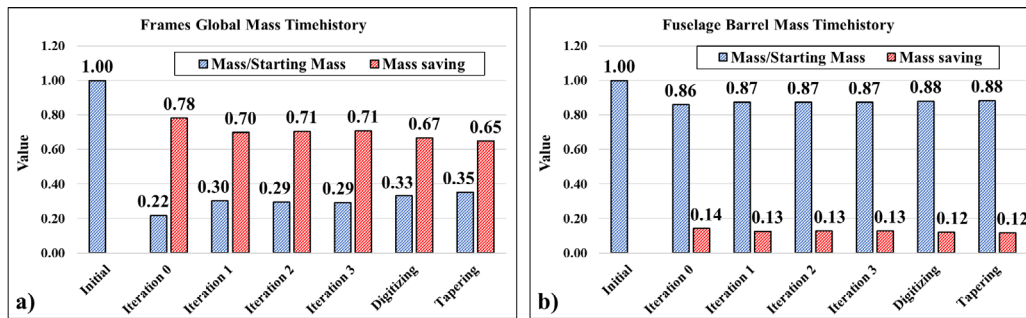 Frames Global Mass Timehistory
1.20
1.00
0.80
0.60
0.40
0.20
0.00
Value
Mass/Starting Mass
Mass saving
1.00
0.22
0.78
0.30
0.70
0.29
0.71
0.29
0.71
0.33
0.67
0.35
0.65
Initial
Iteration 0
Iteration 1
Iteration 2
Iteration 3
Digitizing
Tapering
a)
Fuselage Barrel Mass Timehistory
1.20
1.00
0.80
0.60
0.40
0.20
0.00
Value
Mass/Starting Mass
Mass saving
1.00
0.86
0.14
0.87
0.13
0.87
0.13
0.87
0.13
0.88
0.12
0.88
0.12
Initial
Iteration 0
Iteration 1
Iteration 2
Iteration 3
Digitizing
Tapering
b)